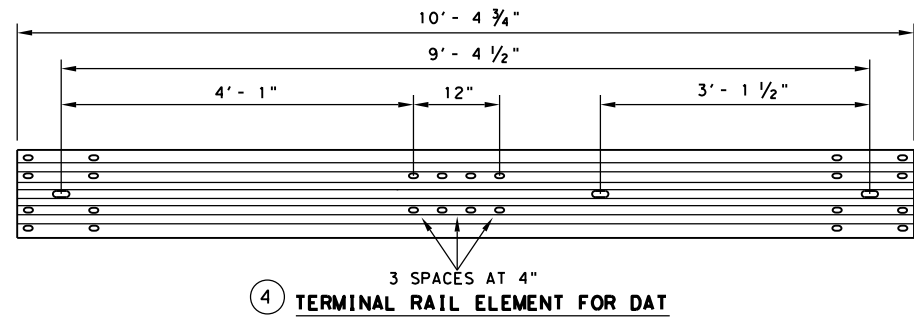 10'- 4 ¾"
9'- 4 ½"
4'- 1" 12" 3'- 1 ½"
3 SPACES AT 4"
4 TERMINAL RAIL ELEMENT FOR DAT